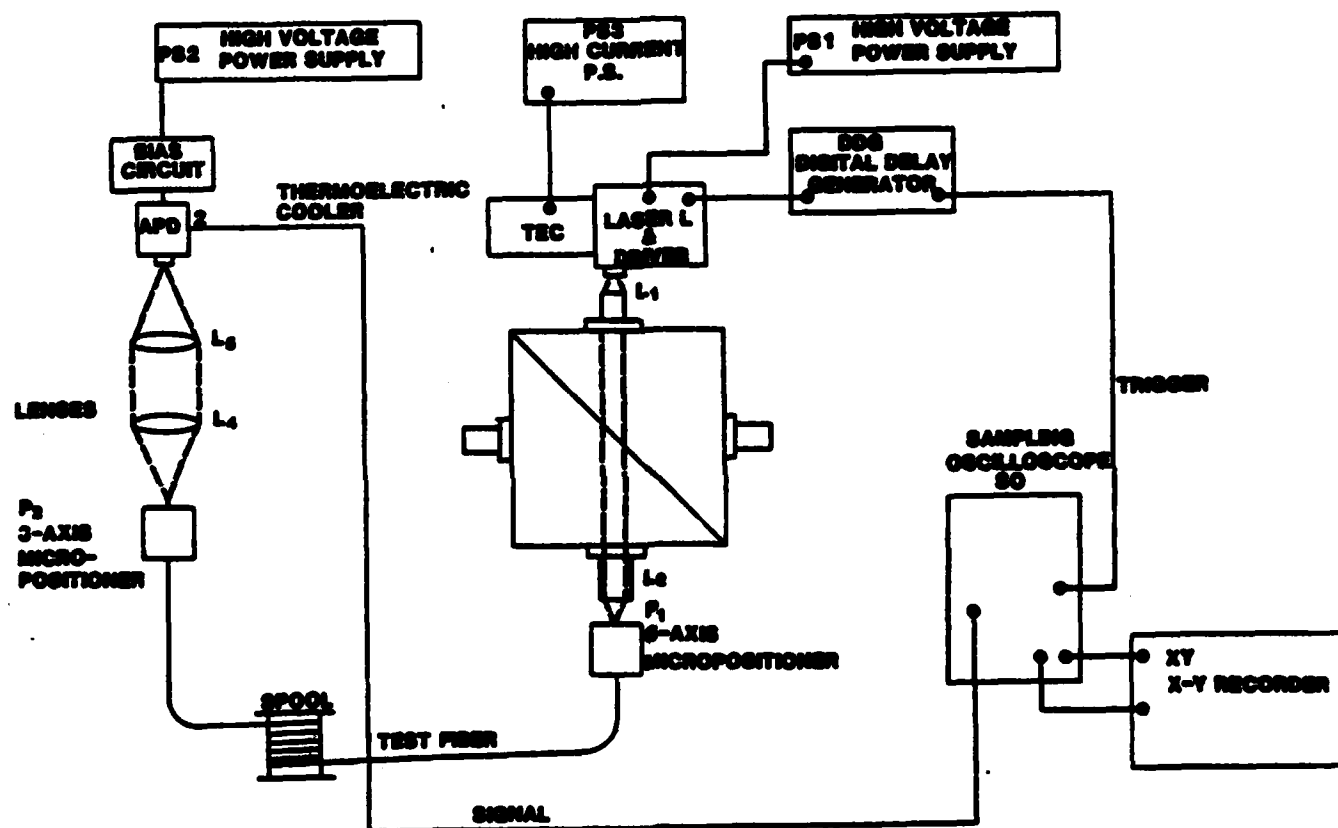 PS2 HIGH VOLTAGE
POWER SUPPLY
PS3
HIGH CURRENT
P.S.
PS1 HIGH VOLTAGE
POWER SUPPLY
BIAS
CIRCUIT
DDG
DIGITAL DELAY
GENERATOR
THERMOELECTRIC
COOLER
APD 2
TEC
LASER L
&
DRIVER
L1
L5
LENSES
L4
TRIGGER
SAMPLING
OSCILLOSCOPE
SO
P2
3-AXIS
MICRO-
POSITIONER
L2
P1
-AXIS
MICROPOSITIONER
XY
X-Y RECORDER
SPOOL
TEST FIBER
SIGNAL